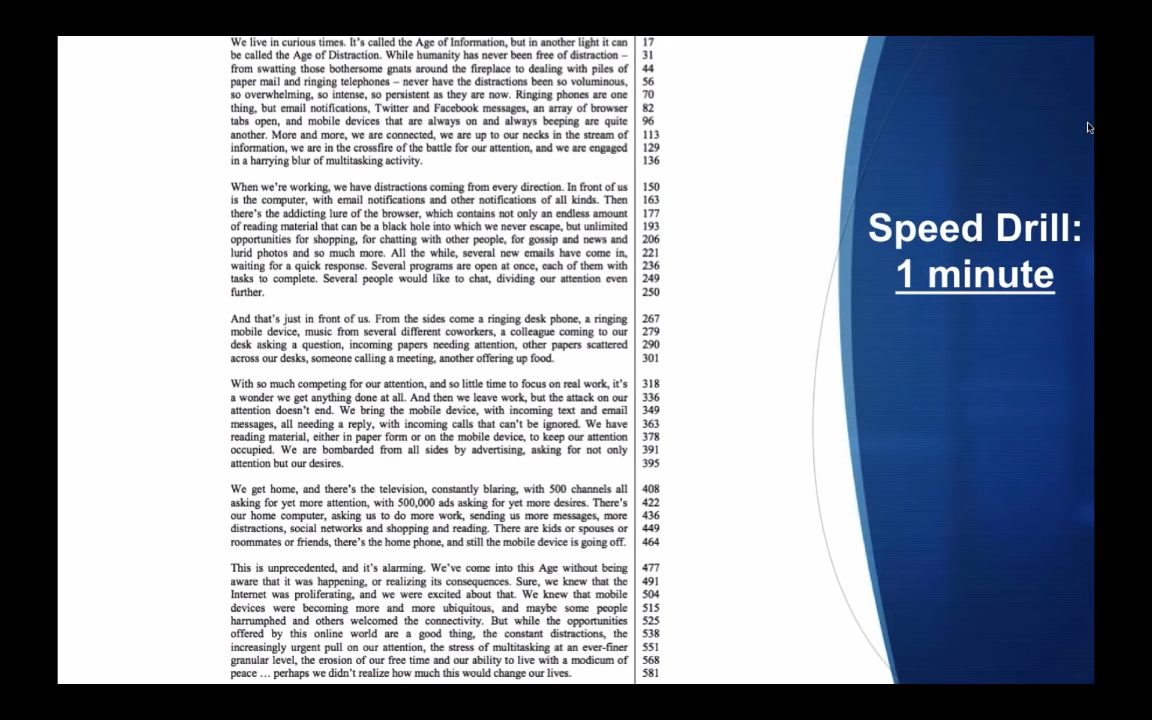 We live in curious times. It's called the Age of Information, but in another light it can 17
be called the Age of Distraction. While humanity has never been free of distraction – 31
from swatting those bothersome gnats around the fireplace to dealing with piles of 44
paper mail and ringing telephones – never have the distractions been so voluminous, 56
so overwhelming, so intense, so persistent as they are now. Ringing phones are one 70
thing, but email notifications, Twitter and Facebook messages, an array of browser 82
tabs open, and mobile devices that are always on and always beeping are quite 96
another. More and more, we are connected, we are up to our necks in the stream of 113
information, we are in the crossfire of the battle for our attention, and we are engaged 129
in a harrying blur of multitasking activity. 136
When we're working, we have distractions coming from every direction. In front of us 150
is the computer, with email notifications and other notifications of all kinds. Then 163
there's the addicting lure of the browser, which contains not only an endless amount 177
of reading material that can be a black hole into which we never escape, but unlimited 193
opportunities for shopping, for chatting with other people, for gossip and news and 206
lurid photos and so much more. All the while, several new emails have come in, 221
waiting for a quick response. Several programs are open at once, each of them with 236
tasks to complete. Several people would like to chat, dividing our attention even 249
further. 250
And that's just in front of us. From the sides come a ringing desk phone, a ringing 267
mobile device, music from several different coworkers, a colleague coming to our 279
desk asking a question, incoming papers needing attention, other papers scattered 290
across our desks, someone calling a meeting, another offering up food. 301
With so much competing for our attention, and so little time to focus on real work, it's 318
a wonder we get anything done at all. And then we leave work, but the attack on our 336
attention doesn't end. We bring the mobile device, with incoming text and email 349
messages, all needing a reply, with incoming calls that can't be ignored. We have 363
reading material, either in paper form or on the mobile device, to keep our attention 378
occupied. We are bombarded from all sides by advertising, asking for not only 391
attention but our desires. 395
We get home, and there's the television, constantly blaring, with 500 channels all 408
asking for yet more attention, with 500,000 ads asking for yet more desires. There's 422
our home computer, asking us to do more work, sending us more messages, more 436
distractions, social networks and shopping and reading. There are kids or spouses or 449
roommates or friends, there's the home phone, and still the mobile device is going off. 464
This is unprecedented, and it's alarming. We've come into this Age without being 477
aware that it was happening, or realizing its consequences. Sure, we knew that the 491
Internet was proliferating, and we were excited about that. We knew that mobile 504
devices were becoming more and more ubiquitous, and maybe some people 515
harrumphed and others welcomed the connectivity. But while the opportunities 525
offered by this online world are a good thing, the constant distractions, the 538
increasingly urgent pull on our attention, the stress of multitasking at an ever-finer 551
granular level, the erosion of our free time and our ability to live with a modicum of 568
peace … perhaps we didn't realize how much this would change our lives. 581
Speed Drill:
1 minute